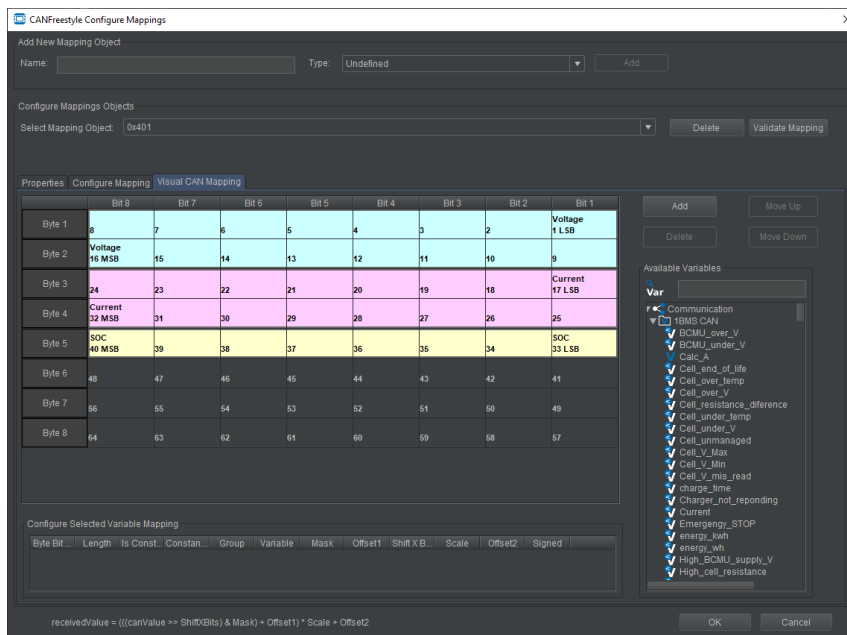 CANFreestyle Configure Mappings
Add New Mapping Object
Name: Type: Undefined Add
Configure Mappings Objects
Select Mapping Object: 0x401 Delete Validate Mapping
Properties Configure Mapping Visual CAN Mapping
Bit 8 Bit 7 Bit 6 Bit 5 Bit 4 Bit 3 Bit 2 Bit 1
Voltage
Byte 1 8 7 6 5 4 3 2 1 LSB
Voltage
Byte 2 16 MSB 15 14 13 12 11 10 9
Current
Byte 3 24 23 22 21 20 19 18 17 LSB
Current
Byte 4 32 MSB 31 30 29 28 27 26 25
SOC SOC
Byte 5 40 MSB 39 38 37 36 35 34 33 LSB
Byte 6 48 47 46 45 44 43 42 41
Byte 7 56 55 54 53 52 51 50 49
Byte 8 64 63 62 61 60 59 58 57
Add Move Up
Delete Move Down
Available Variables
Var
Communication
1BMS CAN
BCMU_over_V
BCMU_under_V
Calc_A
Cell_end_of_life
Cell_over_temp
Cell_over_V
Cell_resistance_diference
Cell_under_temp
Cell_under_V
Cell_unmanaged
Cell_V_Max
Cell_V_Min
Cell_V_mis_read
charge_time
Charger_not_reponding
Current
Emergengy_STOP
energy_kwh
energy_wh
High_BCMU_supply_V
High_cell_resistance
Configure Selected Variable Mapping
Byte Bit ... Length Is Const... Constan... Group Variable Mask Offset1 Shift X B... Scale Offset2 Signed
receivedValue = (((canValue >> ShiftXBits) & Mask) + Offset1) * Scale + Offset2
OK Cancel